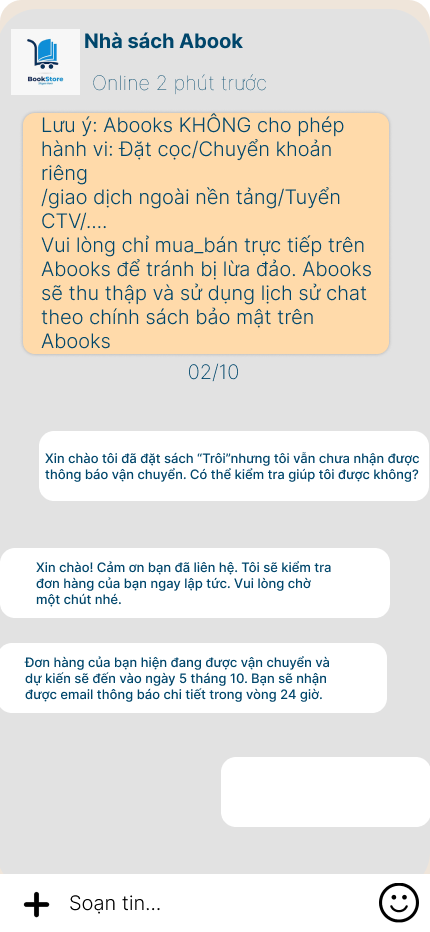 Nhà sách Abook
BookStore
Online 2 phút trước
Lưu ý: Abooks KHÔNG cho phép
hành vi: Đặt cọc/Chuyển khoản
riêng
/giao dịch ngoài nền tảng/Tuyển
CTV/....
Vui lòng chỉ mua_bán trực tiếp trên
Abooks để tránh bị lừa đảo. Abooks
sẽ thu thập và sử dụng lịch sử chat
theo chính sách bảo mật trên
Abooks
02/10
Xin chào tôi đã đặt sách “Trôi”nhưng tôi vẫn chưa nhận được
thông báo vận chuyển. Có thể kiểm tra giúp tôi được không?
Xin chào! Cảm ơn bạn đã liên hệ. Tôi sẽ kiểm tra
đơn hàng của bạn ngay lập tức. Vui lòng chờ
một chút nhé.
Đơn hàng của bạn hiện đang được vận chuyển và
dự kiến sẽ đến vào ngày 5 tháng 10. Bạn sẽ nhận
được email thông báo chi tiết trong vòng 24 giờ.
Soạn tin...